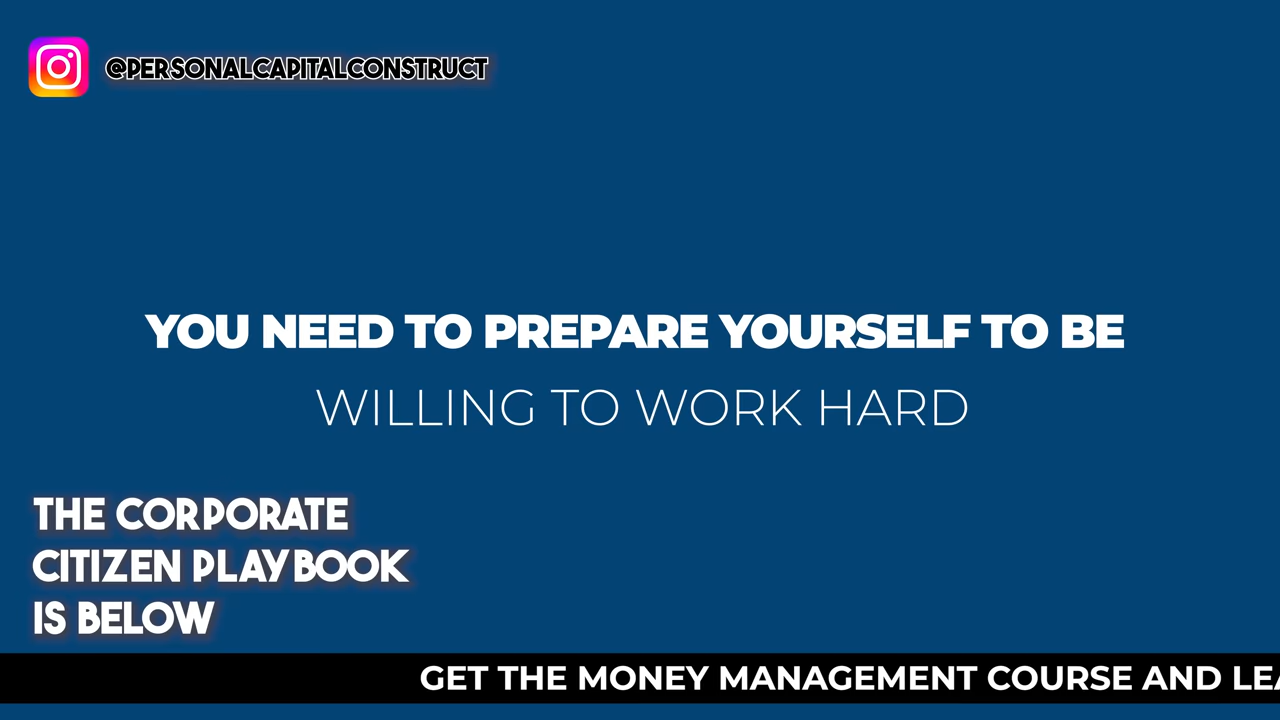 @PERSONALCAPITALCONSTRUCT
YOU NEED TO PREPARE YOURSELF TO BE
WILLING TO WORK HARD
THE CORPORATE
CITIZEN PLAYBOOK
IS BELOW
GET THE MONEY MANAGEMENT COURSE AND